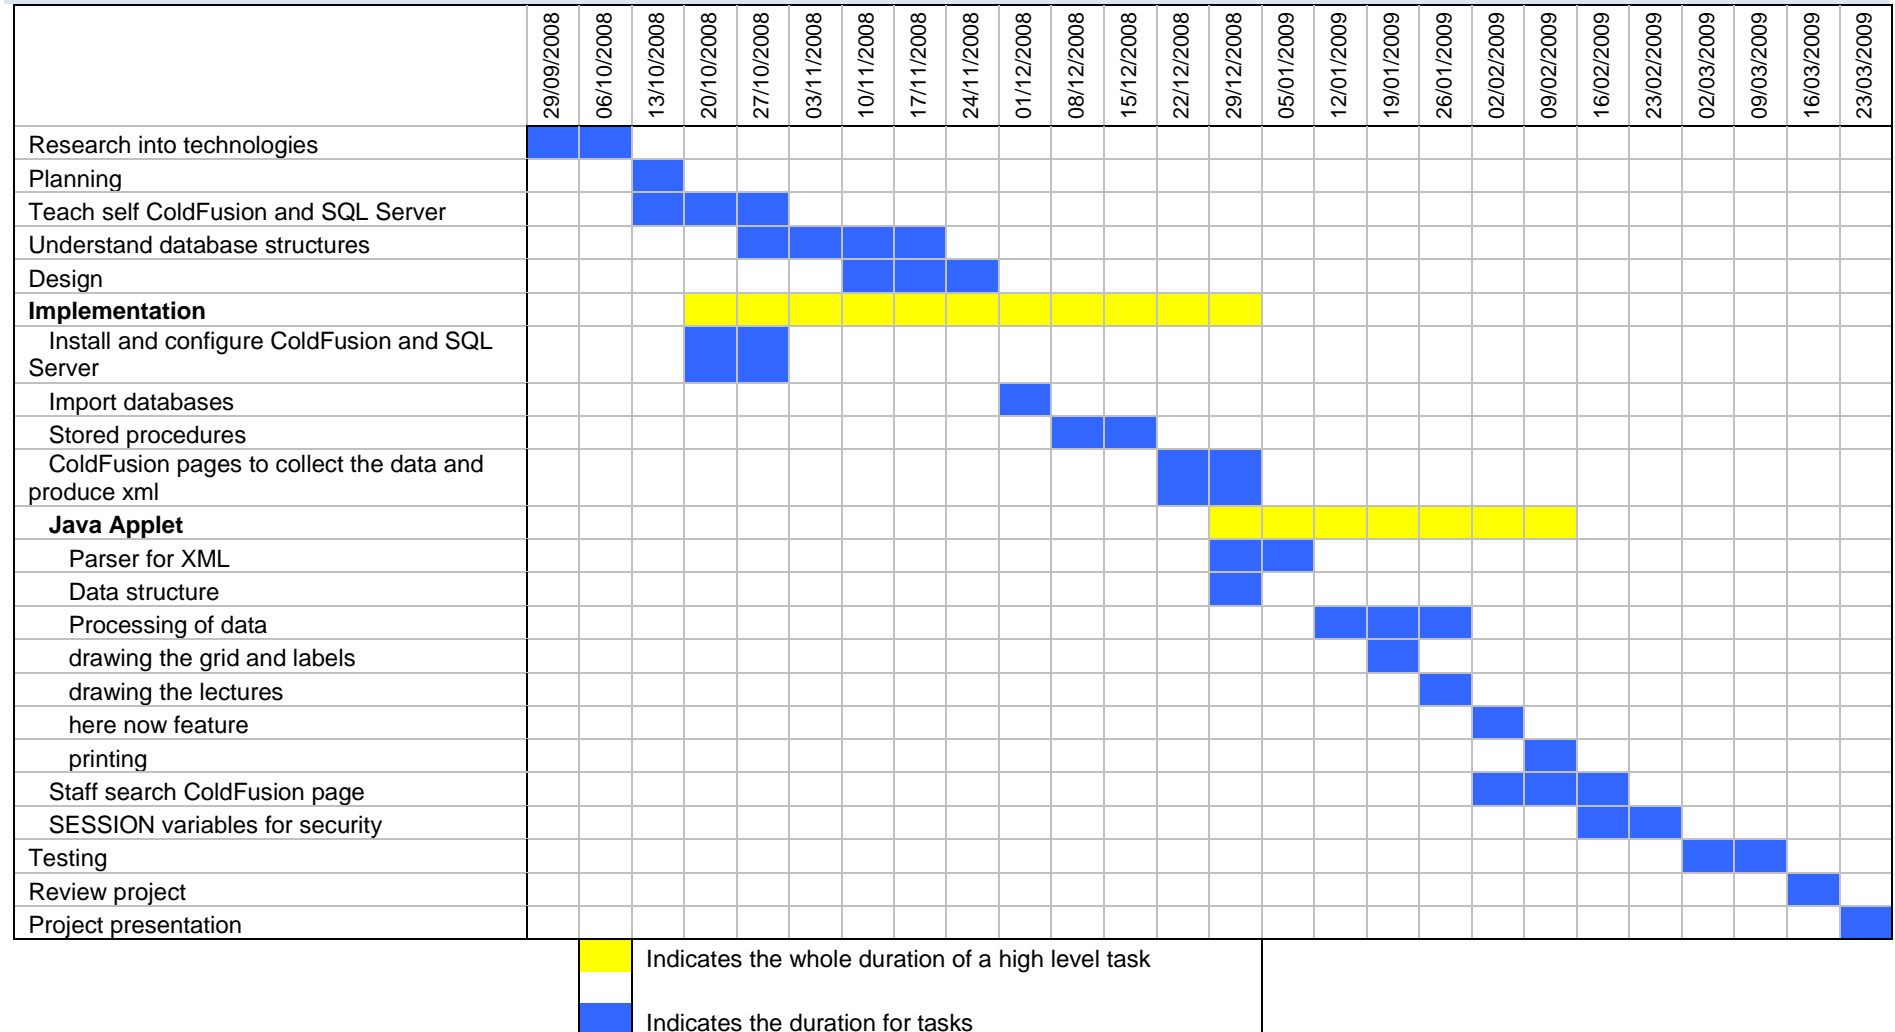 29/09/2008
06/10/2008
13/10/2008
20/10/2008
27/10/2008
03/11/2008
10/11/2008
17/11/2008
24/11/2008
01/12/2008
08/12/2008
15/12/2008
22/12/2008
29/12/2008
05/01/2009
12/01/2009
19/01/2009
26/01/2009
02/02/2009
09/02/2009
16/02/2009
23/02/2009
02/03/2009
09/03/2009
16/03/2009
23/03/2009
Research into technologies
Planning
Teach self ColdFusion and SQL Server
Understand database structures
Design
Implementation
Install and configure ColdFusion and SQL
Server
Import databases
Stored procedures
ColdFusion pages to collect the data and
produce xml
Java Applet
Parser for XML
Data structure
Processing of data
drawing the grid and labels
drawing the lectures
here now feature
printing
Staff search ColdFusion page
SESSION variables for security
Testing
Review project
Project presentation
Indicates the whole duration of a high level task
Indicates the duration for tasks